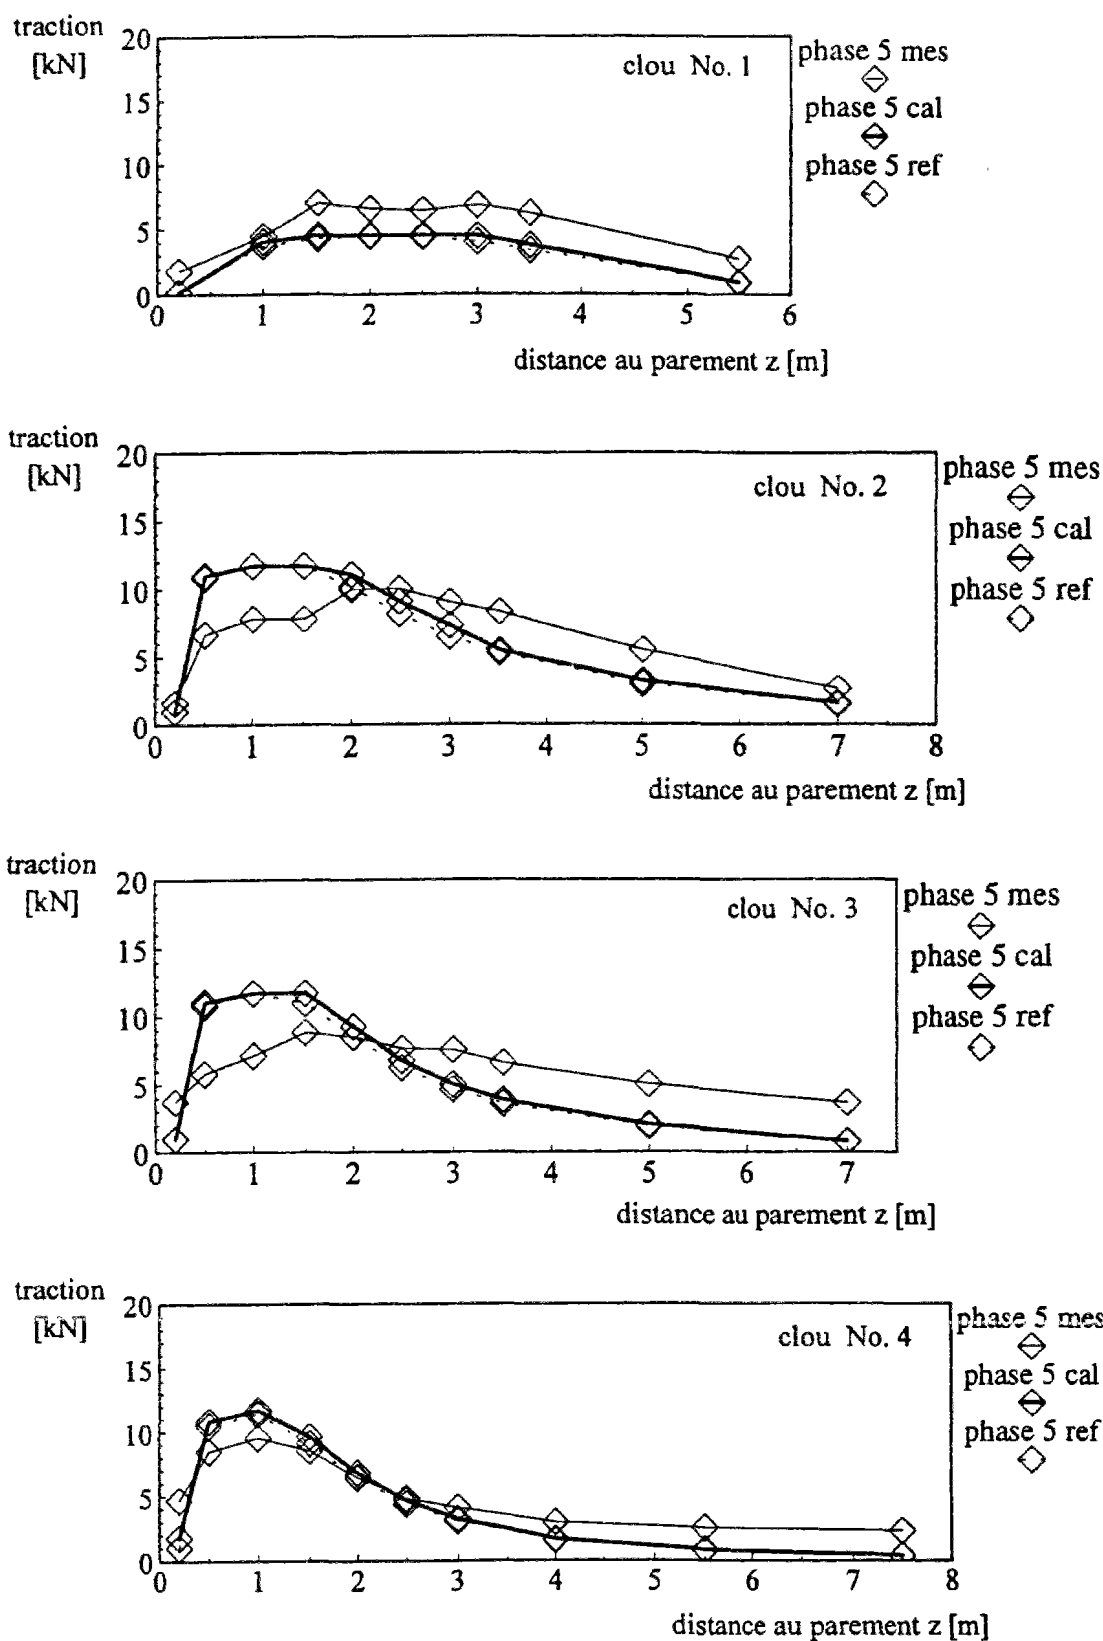 traction
[kN]
20
15
10
5
0
clou No. 1
phase 5 mes
phase 5 cal
phase 5 ref
0 1 2 3 4 5 6
distance au parement z [m]
traction
[kN]
20
15
10
5
0
clou No. 2
phase 5 mes
phase 5 cal
phase 5 ref
0 1 2 3 4 5 6 7 8
distance au parement z [m]
traction
[kN]
20
15
10
5
0
clou No. 3
phase 5 mes
phase 5 cal
phase 5 ref
0 1 2 3 4 5 6 7
distance au parement z [m]
traction
[kN]
20
15
10
5
0
clou No. 4
phase 5 mes
phase 5 cal
phase 5 ref
0 1 2 3 4 5 6 7 8
distance au parement z [m]